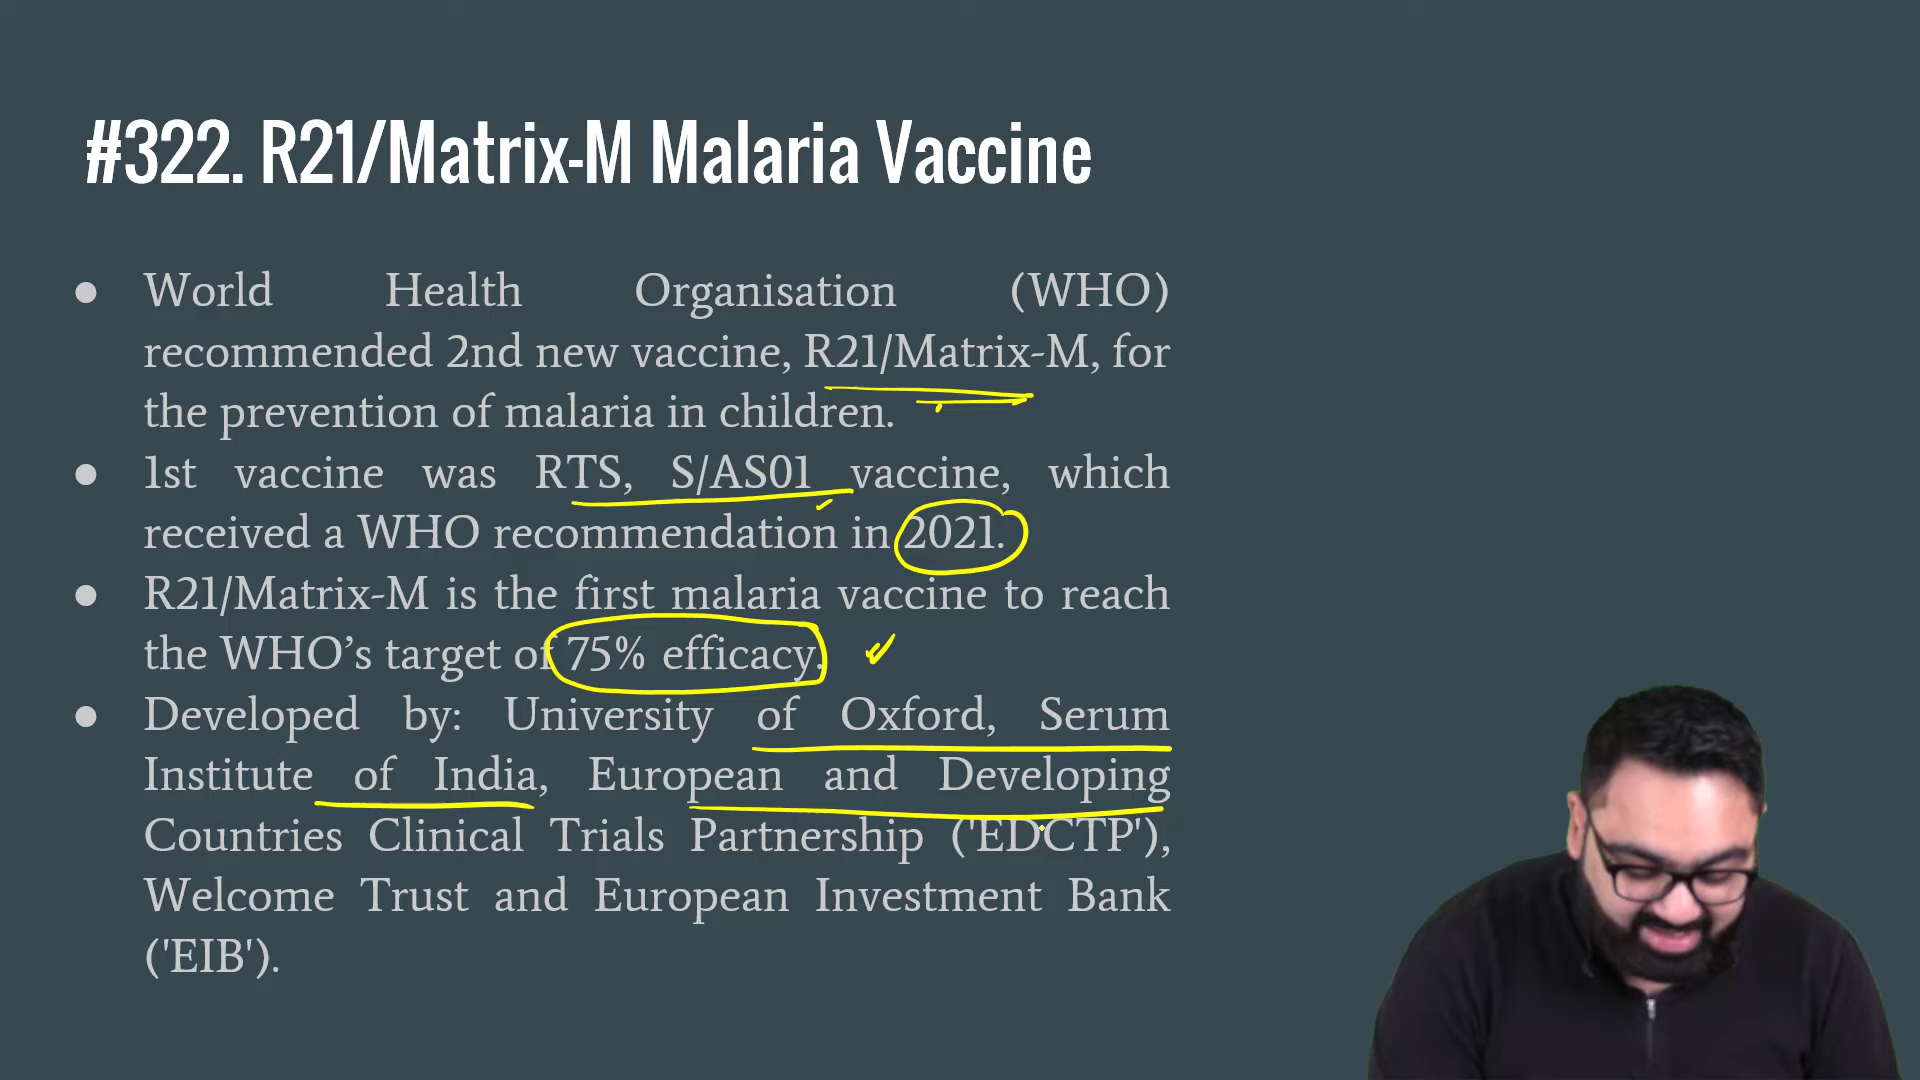 #322. R21/Matrix-M Malaria Vaccine
● World Health Organisation (WHO)
recommended 2nd new vaccine, R21/Matrix-M, for
the prevention of malaria in children.
● 1st vaccine was RTS, S/AS01 vaccine, which
received a WHO recommendation in 2021.
● R21/Matrix-M is the first malaria vaccine to reach
the WHO’s target of 75% efficacy.
● Developed by: University of Oxford, Serum
Institute of India, European and Developing
Countries Clinical Trials Partnership ('EDCTP'),
Welcome Trust and European Investment Bank
('EIB').